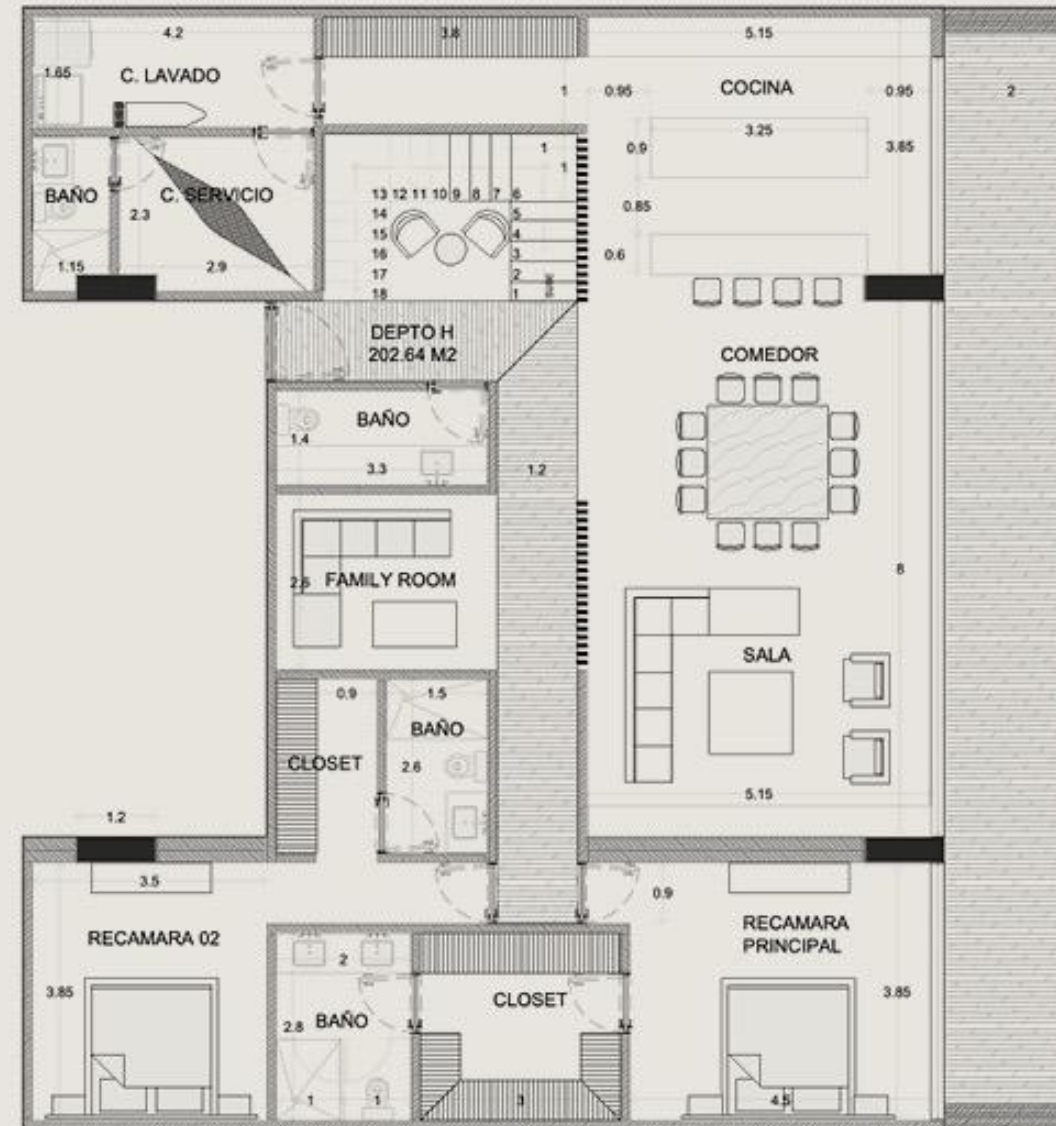 4.2
3.8
5.15
1.65
C. LAVADO
1
0.95
COCINA
0.95
2
3.25
0.9
3.85
1
1
BAÑO
C. SERVICIO
13 12 11 10 9 8 7 6
2.3
14
5
0.85
15
4
16
3
0.6
1.15
2.9
17
2
SUBE
18
1
DEPTO H
202.64 M2
COMEDOR
BAÑO
1.4
3.3
1.2
2.6
FAMILY ROOM
8
SALA
0.9
1.5
BAÑO
CLOSET
2.6
5.15
1.2
3.5
0.9
RECAMARA 02
RECAMARA
PRINCIPAL
2
3.85
CLOSET
3.85
2.8
BAÑO
1
1
3
4.5